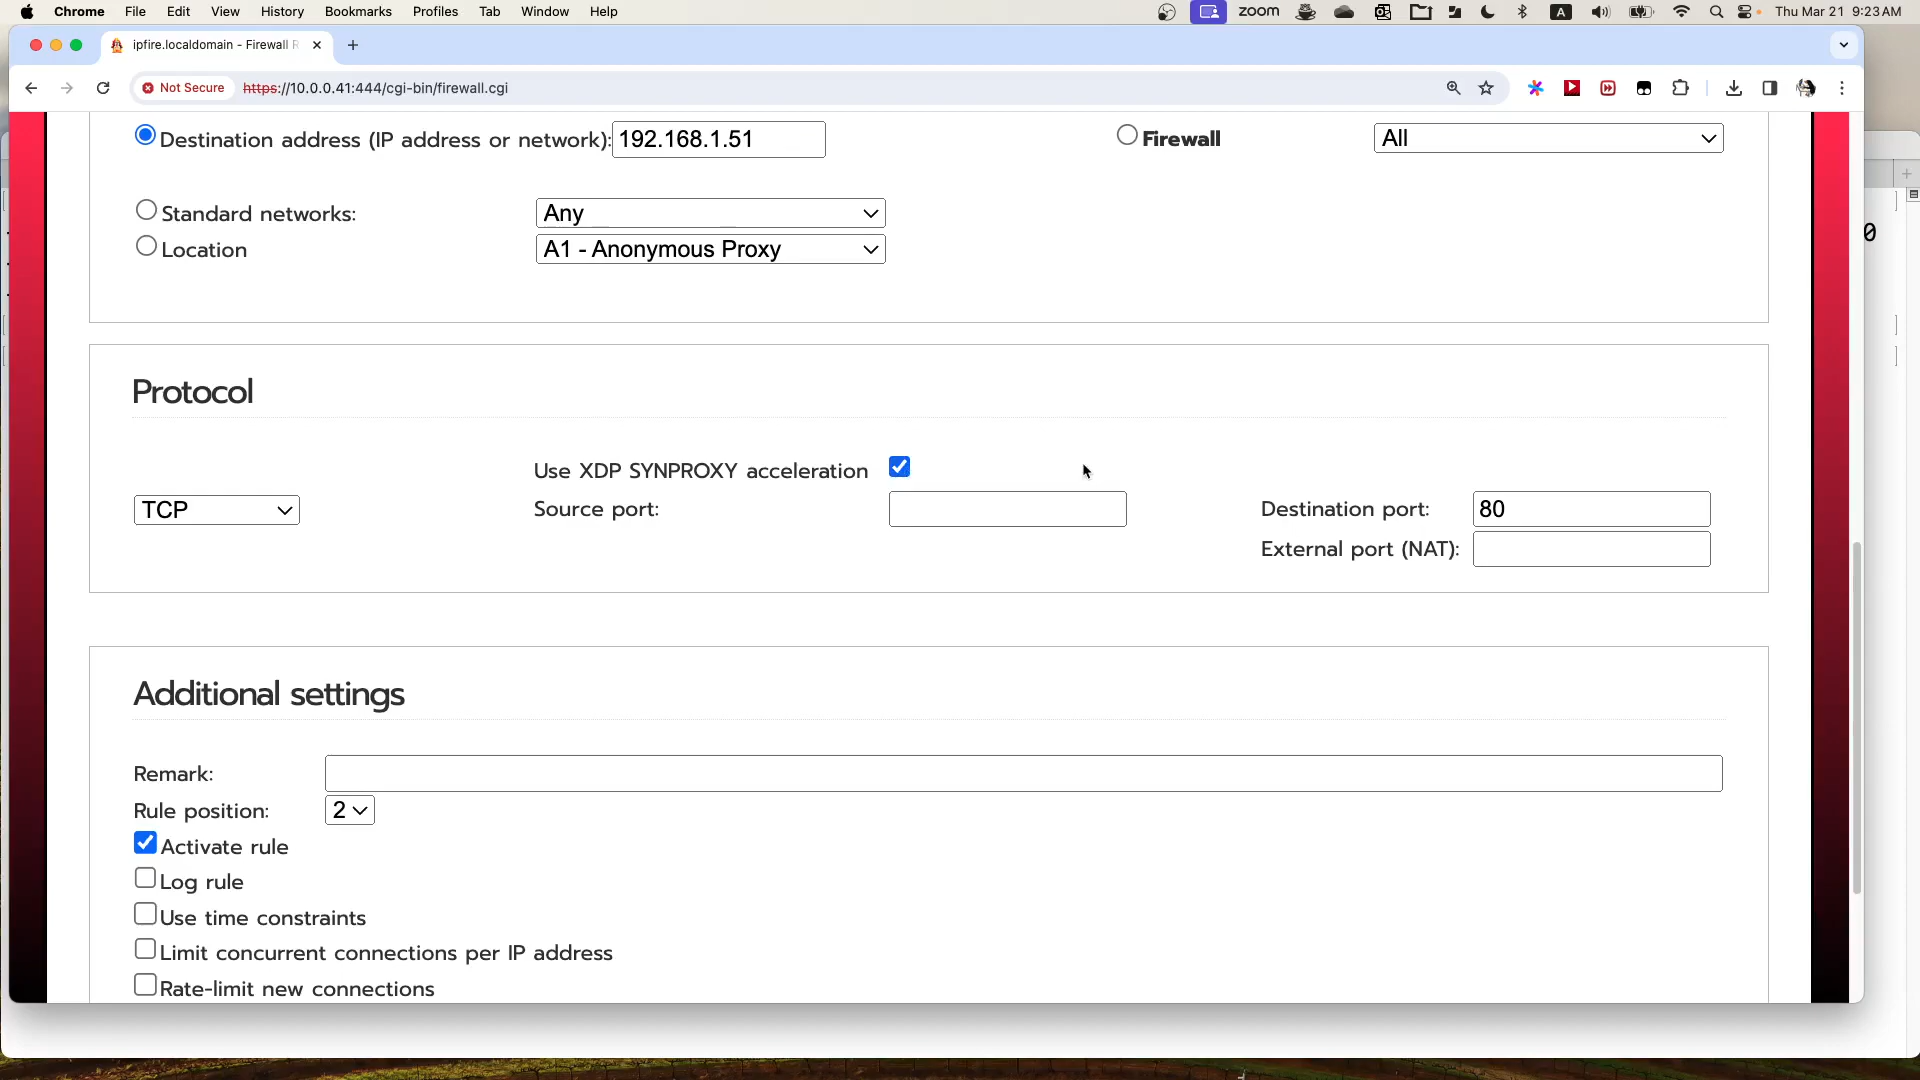 Chrome File Edit View History Bookmarks Profiles Tab Window Help zoom A Thu Mar 21 9:23 AM
ipfire.localdomain - Firewall R
Not Secure https://10.0.0.41:444/cgi-bin/firewall.cgi
Destination address (IP address or network): 192.168.1.51 Firewall All
Standard networks: Any
Location A1 - Anonymous Proxy
0
Protocol
Use XDP SYNPROXY acceleration
TCP Source port: Destination port: 80
External port (NAT):
Additional settings
Remark:
Rule position: 2
Activate rule
Log rule
Use time constraints
Limit concurrent connections per IP address
Rate-limit new connections